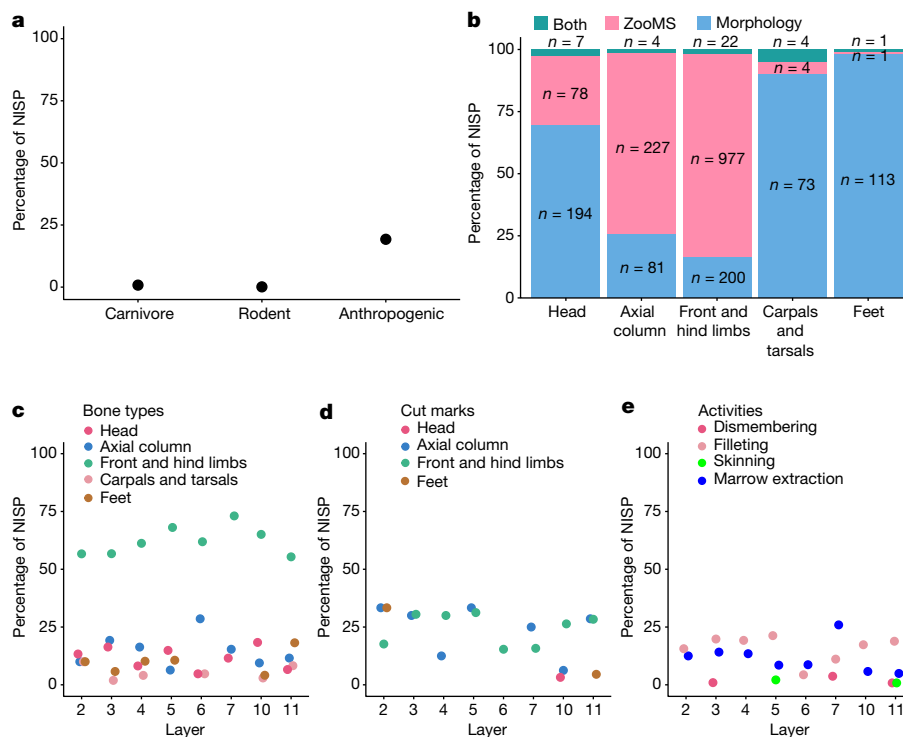 a
Percentage of NISP
100
75
50
25
0
Carnivore Rodent Anthropogenic
b
Both ZooMS Morphology
Percentage of NISP
100
75
50
25
0
n = 7 n = 4 n = 22 n = 4 n = 1
n = 78 n = 227 n = 977 n = 4 n = 1
n = 194 n = 81 n = 200 n = 73 n = 113
Head Axial column Front and hind limbs Carpals and tarsals Feet
c
Bone types
Head
Axial column
Front and hind limbs
Carpals and tarsals
Feet
Percentage of NISP
100
75
50
25
0
2 3 4 5 6 7 10 11
Layer
d
Cut marks
Head
Axial column
Front and hind limbs
Feet
Percentage of NISP
100
75
50
25
0
2 3 4 5 6 7 10 11
Layer
e
Activities
Dismembering
Filleting
Skinning
Marrow extraction
Percentage of NISP
100
75
50
25
0
2 3 4 5 6 7 10 11
Layer